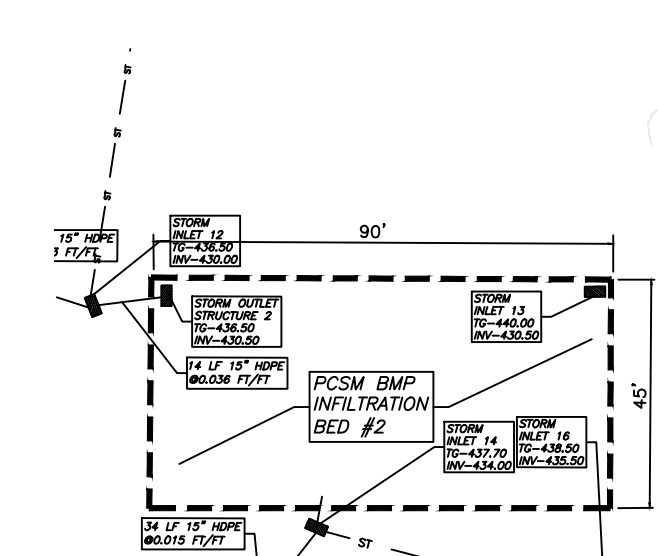 ST
ST
ST
15" HDPE
3 FT/FT
ST
STORM
INLET 12
TG-436.50
INV-430.00
90'
STORM OUTLET
STRUCTURE 2
TG-436.50
INV-430.50
STORM
INLET 13
TG-440.00
INV-430.50
14 LF 15" HDPE
@0.036 FT/FT
PCSM BMP
INFILTRATION
BED #2
45'
STORM
INLET 14
TG-437.70
INV-434.00
STORM
INLET 16
TG-438.50
INV-435.50
34 LF 15" HDPE
@0.015 FT/FT
ST